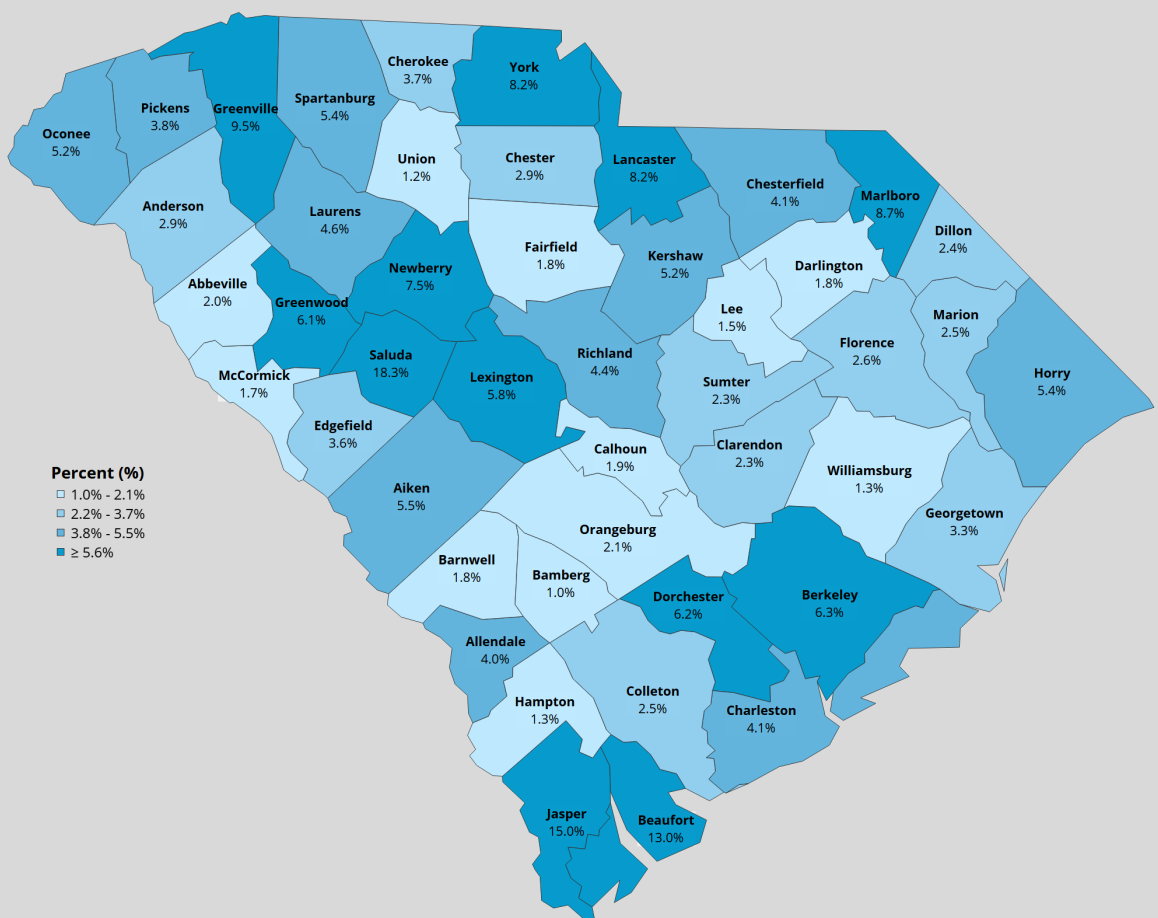 Cherokee
3.7%
York
8.2%
Spartanburg
5.4%
Pickens
3.8%
Greenville
9.5%
Oconee
5.2%
Union
1.2%
Chester
2.9%
Lancaster
8.2%
Chesterfield
4.1%
Marlboro
8.7%
Anderson
2.9%
Laurens
4.6%
Dillon
2.4%
Fairfield
1.8%
Kershaw
5.2%
Darlington
1.8%
Newberry
7.5%
Abbeville
2.0%
Greenwood
6.1%
Lee
1.5%
Marion
2.5%
Florence
2.6%
Saluda
18.3%
Richland
4.4%
Horry
5.4%
McCormick
1.7%
Lexington
5.8%
Sumter
2.3%
Edgefield
3.6%
Calhoun
1.9%
Clarendon
2.3%
Williamsburg
1.3%
Percent (%)
1.0% - 2.1%
2.2% - 3.7%
3.8% - 5.5%
≥ 5.6%
Aiken
5.5%
Georgetown
3.3%
Orangeburg
2.1%
Barnwell
1.8%
Bamberg
1.0%
Dorchester
6.2%
Berkeley
6.3%
Allendale
4.0%
Hampton
1.3%
Colleton
2.5%
Charleston
4.1%
Jasper
15.0%
Beaufort
13.0%